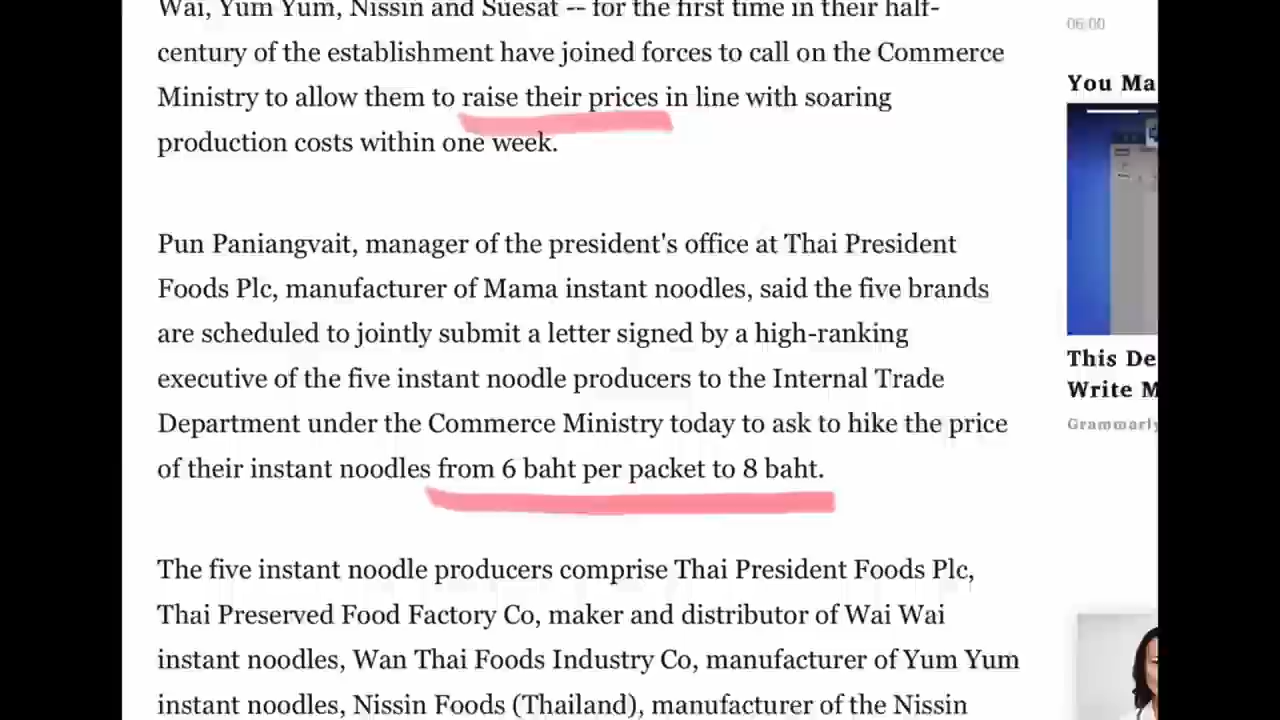 Wai, Yum Yum, Nissin and Suesat -- for the first time in their half-
century of the establishment have joined forces to call on the Commerce
Ministry to allow them to raise their prices in line with soaring
production costs within one week.
Pun Paniangvait, manager of the president's office at Thai President
Foods Plc, manufacturer of Mama instant noodles, said the five brands
are scheduled to jointly submit a letter signed by a high-ranking
executive of the five instant noodle producers to the Internal Trade
Department under the Commerce Ministry today to ask to hike the price
of their instant noodles from 6 baht per packet to 8 baht.
The five instant noodle producers comprise Thai President Foods Plc,
Thai Preserved Food Factory Co, maker and distributor of Wai Wai
instant noodles, Wan Thai Foods Industry Co, manufacturer of Yum Yum
instant noodles, Nissin Foods (Thailand), manufacturer of the Nissin
06:00
You Ma
This De
Write M
Grammarly